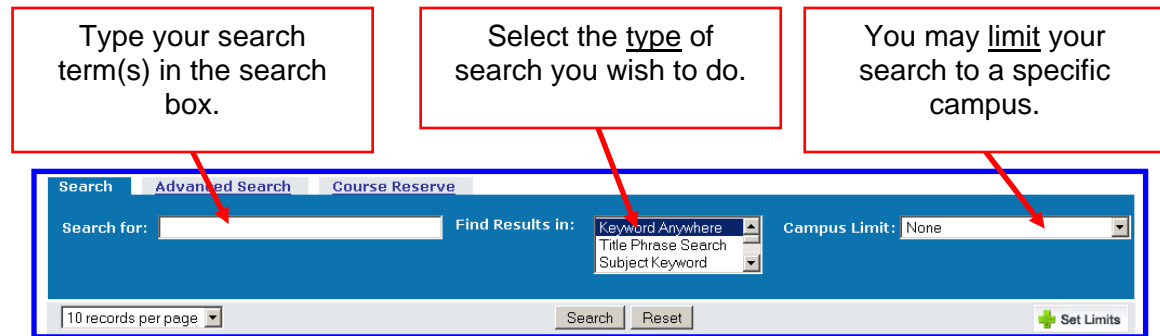 Type your search
term(s) in the search
box.
Select the type of
search you wish to do.
You may limit your
search to a specific
campus.
Search Advanced Search Course Reserve
Search for: Find Results in: Keyword Anywhere Campus Limit: None
Title Phrase Search
Subject Keyword
10 records per page Search Reset Set Limits